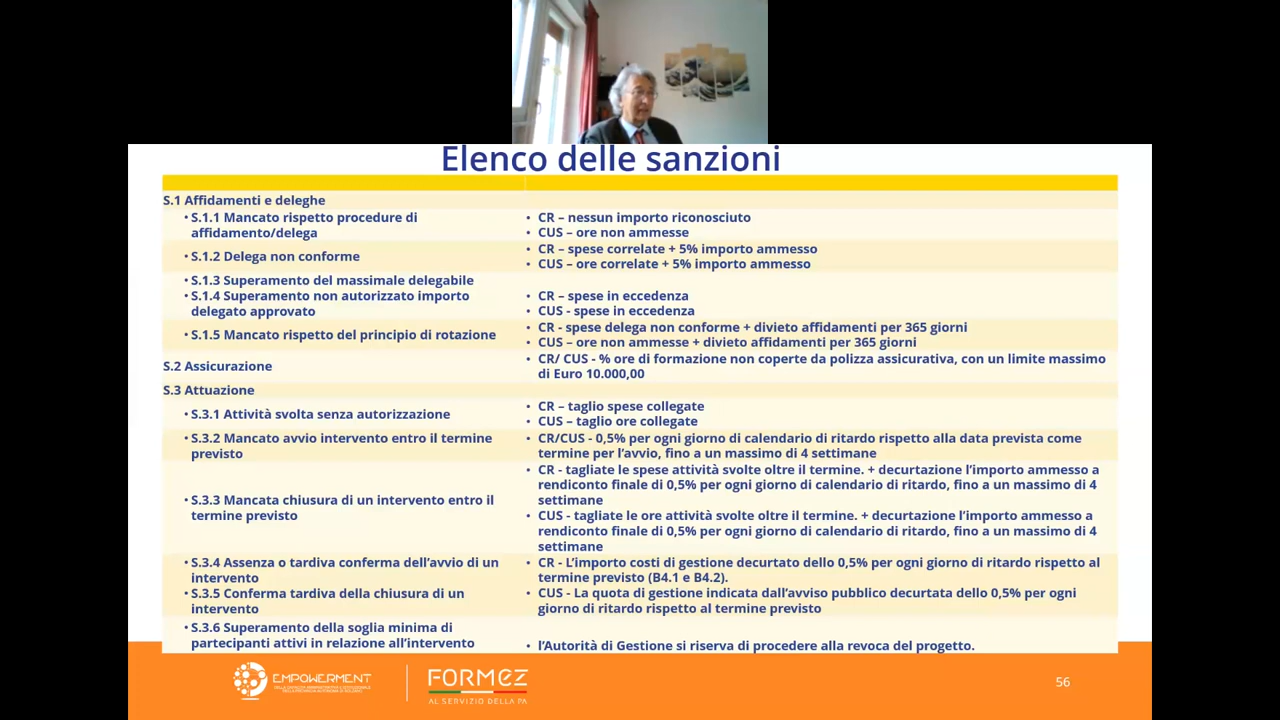 Elenco delle sanzioni
S.1 Affidamenti e deleghe
• S.1.1 Mancato rispetto procedure di
affidamento/delega
• CR – nessun importo riconosciuto
• CUS – ore non ammesse
• S.1.2 Delega non conforme
• CR – spese correlate + 5% importo ammesso
• CUS – ore correlate + 5% importo ammesso
• S.1.3 Superamento del massimale delegabile
• S.1.4 Superamento non autorizzato importo
delegato approvato
• CR – spese in eccedenza
• CUS - spese in eccedenza
• S.1.5 Mancato rispetto del principio di rotazione
• CR - spese delega non conforme + divieto affidamenti per 365 giorni
• CUS – ore non ammesse + divieto affidamenti per 365 giorni
S.2 Assicurazione
• CR/ CUS - % ore di formazione non coperte da polizza assicurativa, con un limite massimo
di Euro 10.000,00
S.3 Attuazione
• S.3.1 Attività svolta senza autorizzazione
• CR – taglio spese collegate
• CUS – taglio ore collegate
• S.3.2 Mancato avvio intervento entro il termine
previsto
• CR/CUS - 0,5% per ogni giorno di calendario di ritardo rispetto alla data prevista come
termine per l'avvio, fino a un massimo di 4 settimane
• S.3.3 Mancata chiusura di un intervento entro il
termine previsto
• CR - tagliate le spese attività svolte oltre il termine. + decurtazione l'importo ammesso a
rendiconto finale di 0,5% per ogni giorno di calendario di ritardo, fino a un massimo di 4
settimane
• CUS - tagliate le ore attività svolte oltre il termine. + decurtazione l'importo ammesso a
rendiconto finale di 0,5% per ogni giorno di calendario di ritardo, fino a un massimo di 4
settimane
• S.3.4 Assenza o tardiva conferma dell'avvio di un
intervento
• S.3.5 Conferma tardiva della chiusura di un
intervento
• CR - L'importo costi di gestione decurtato dello 0,5% per ogni giorno di ritardo rispetto al
termine previsto (B4.1 e B4.2).
• CUS - La quota di gestione indicata dall'avviso pubblico decurtata dello 0,5% per ogni
giorno di ritardo rispetto al termine previsto
• S.3.6 Superamento della soglia minima di
partecipanti attivi in relazione all'intervento
• l'Autorità di Gestione si riserva di procedere alla revoca del progetto.
EMPOWERMENT
FORMEZ
AL SERVIZIO DELLA PA
56